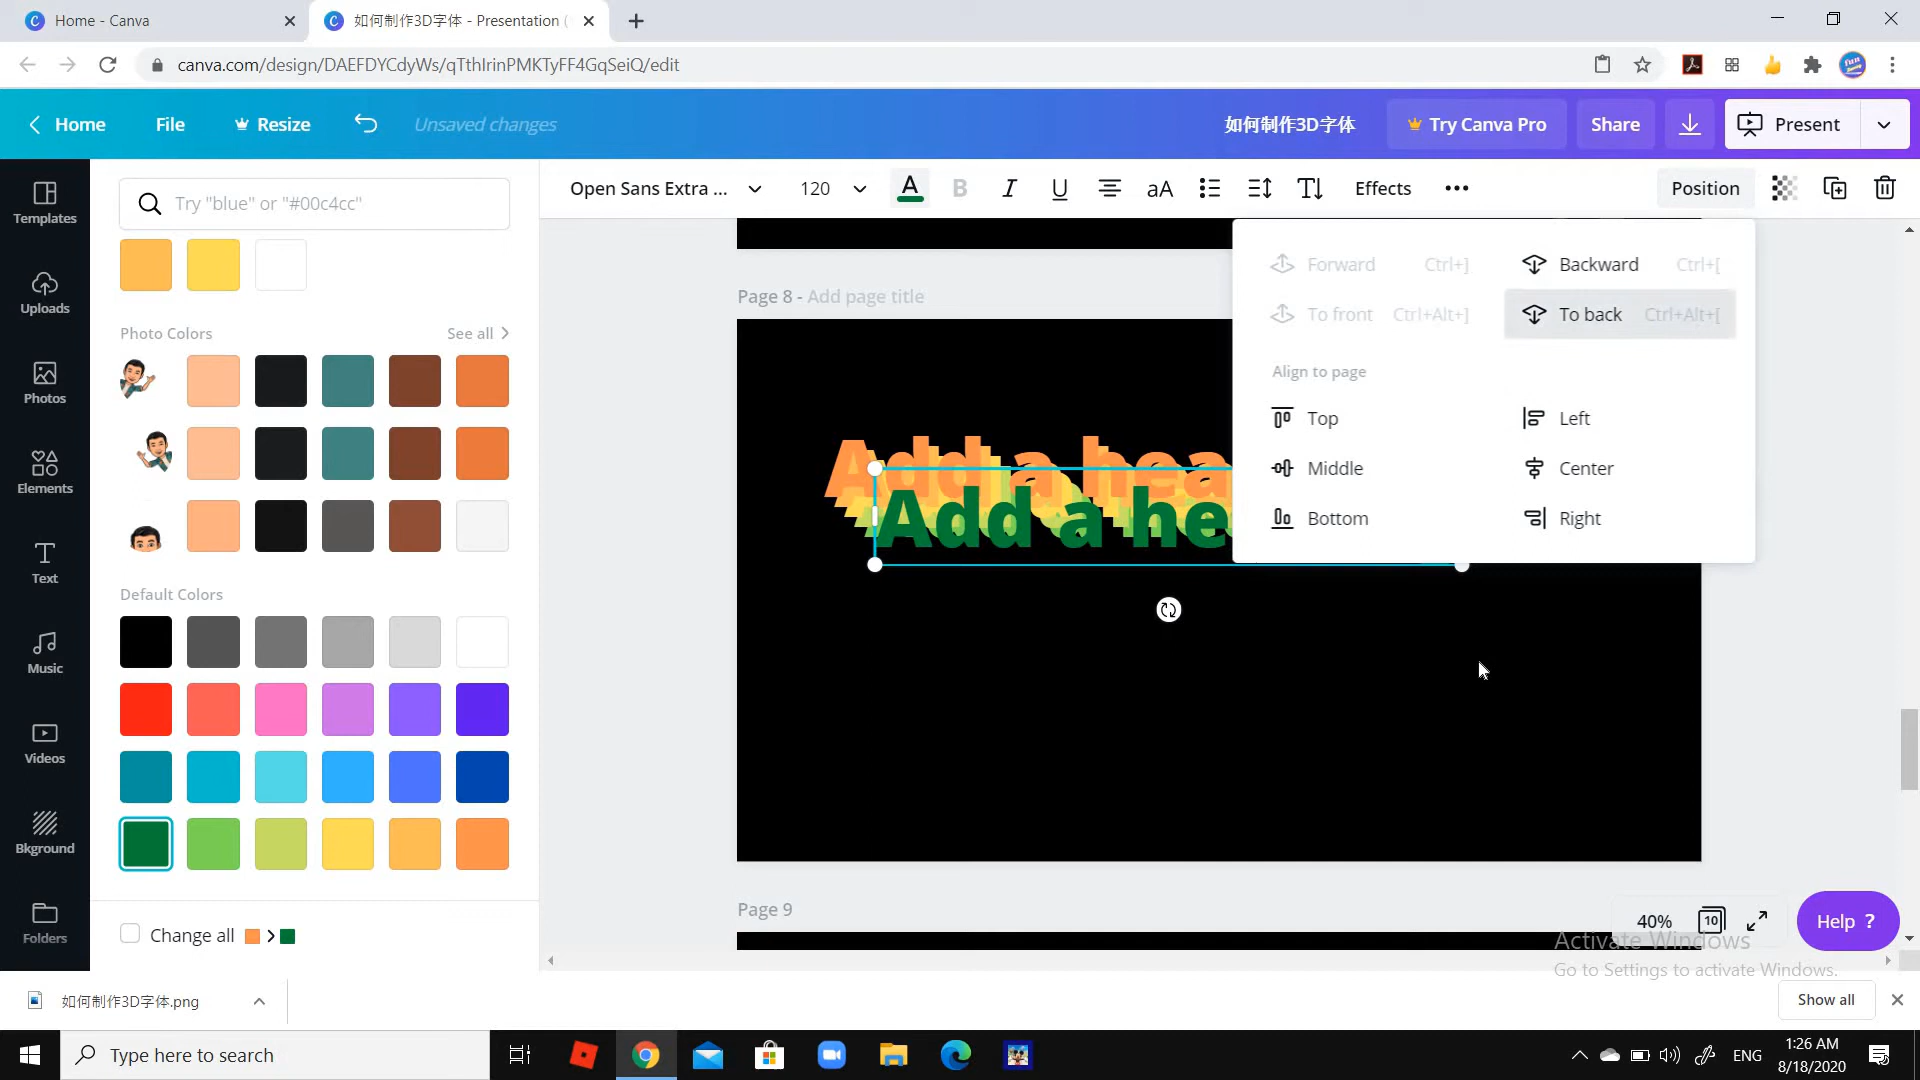 Home - Canva
如何制作3D字体 - Presentation (
canva.com/design/DAEFDYCdyWs/qTthIrinPMKTyFF4GqSeiQ/edit
Home
File
Resize
Unsaved changes
如何制作3D字体
Try Canva Pro
Share
Present
Templates
Uploads
Photos
Elements
Text
Music
Videos
Bkground
Folders
Try "blue" or "#00c4cc"
Photo Colors
See all
Default Colors
Change all
Open Sans Extra ...
120
A
B
I
U
aA
Effects
Position
Forward Ctrl+]
Backward Ctrl+[
To front Ctrl+Alt+]
To back Ctrl+Alt+[
Align to page
Top
Left
Middle
Center
Bottom
Right
Page 8 - Add page title
Add a hea
Add a he
Page 9
40%
10
Help ?
Activate Windows
Go to Settings to activate Windows.
如何制作3D字体.png
Show all
Type here to search
ENG
1:26 AM
8/18/2020